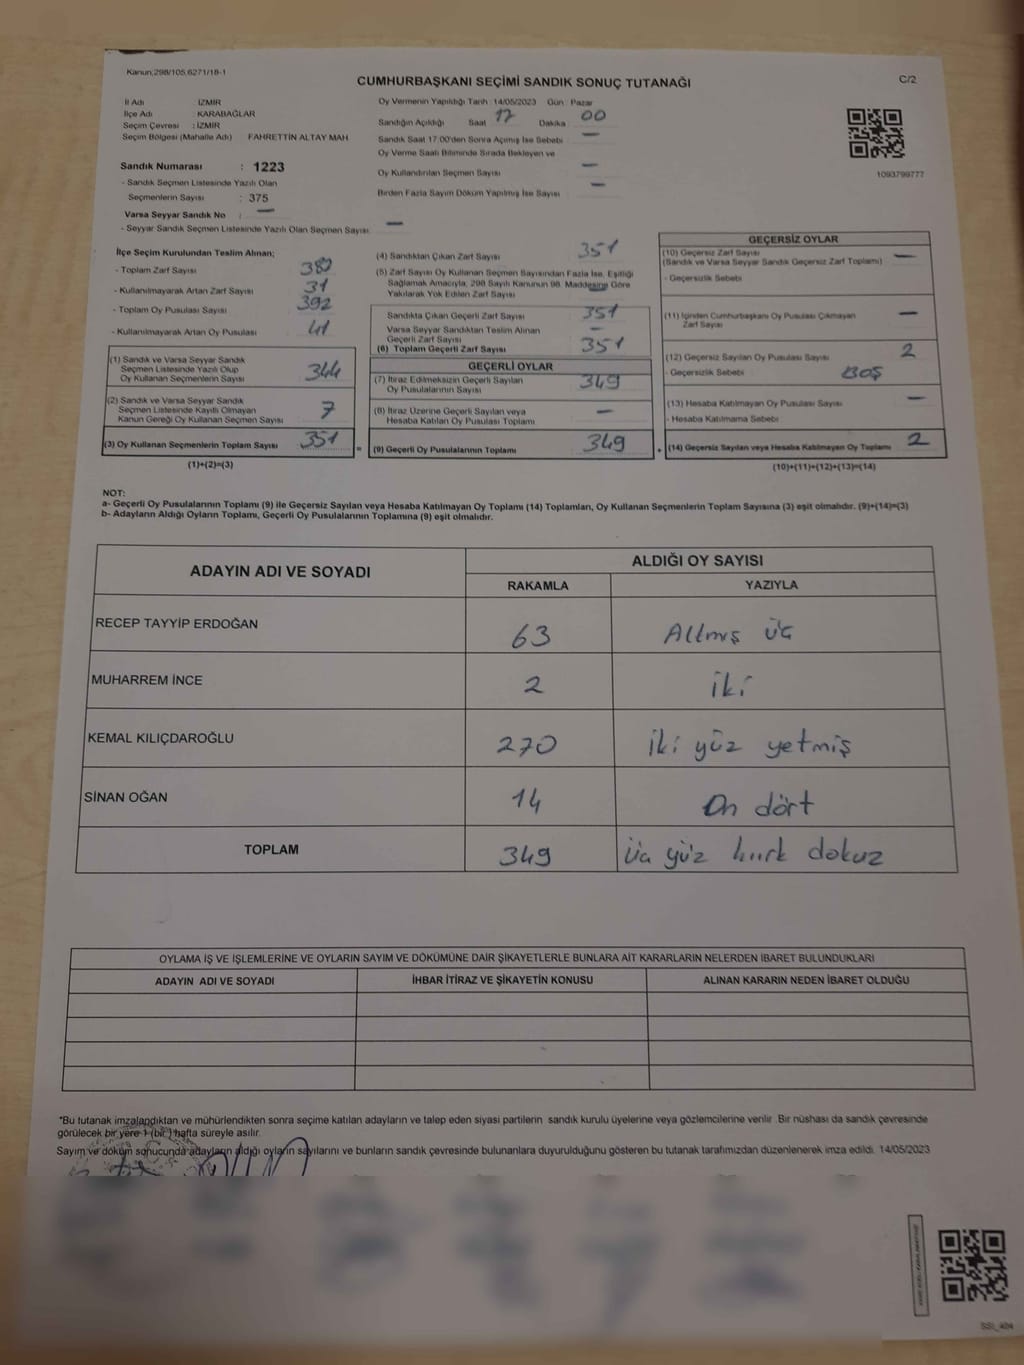 Kanun;298/105,6271/18-1
CUMHURBAŞKANI SEÇİMİ SANDIK SONUÇ TUTANAĞI
C/2
İl Adı İZMİR
İlçe Adı KARABAĞLAR
Seçim Çevresi : İZMİR
Seçim Bölgesi (Mahalle Adı) FAHRETTİN ALTAY MAH
Sandık Numarası : 1223
- Sandık Seçmen Listesinde Yazılı Olan
Seçmenlerin Sayısı : 375
Varsa Seyyar Sandık No : —
- Seyyar Sandık Seçmen Listesinde Yazılı Olan Seçmen Sayısı: —
Oy Vermenin Yapıldığı Tarih :14/05/2023 Gün : Pazar
Sandığın Açıldığı Saat 17 Dakika : 00
Sandık Saat 17:00'den Sonra Açımış İse Sebebi —
Oy Verme Saati Bitiminde Sırada Bekleyen ve
Oy Kullandırılan Seçmen Sayısı —
Birden Fazla Sayım Döküm Yapılmış İse Sayısı —
1093799777
İlçe Seçim Kurulundan Teslim Alınan;
- Toplam Zarf Sayısı 382
- Kullanılmayarak Artan Zarf Sayısı 31
- Toplam Oy Pusulası Sayısı 392
- Kullanılmayarak Artan Oy Pusulası 41
(1) Sandık ve Varsa Seyyar Sandık
Seçmen Listesinde Yazılı Olup
Oy Kullanan Seçmenlerin Sayısı 344
(2) Sandık ve Varsa Seyyar Sandık
Seçmen Listesinde Kayıtlı Olmayan
Kanun Gereği Oy Kullanan Seçmen Sayısı 7
(3) Oy Kullanan Seçmenlerin Toplam Sayısı 351
(1)+(2)=(3)
(4) Sandıktan Çıkan Zarf Sayısı 351
(5) Zarf Sayısı Oy Kullanan Seçmen Sayısından Fazla İse, Eşitliği
Sağlamak Amacıyla, 298 Sayılı Kanunun 98. Maddesine Göre
Yakılarak Yok Edilen Zarf Sayısı —
Sandıkta Çıkan Geçerli Zarf Sayısı 351
Varsa Seyyar Sandıktan Teslim Alınan
Geçerli Zarf Sayısı —
(6) Toplam Geçerli Zarf Sayısı 351
GEÇERLİ OYLAR
(7) İtiraz Edilmeksizin Geçerli Sayılan
Oy Pusulalarının Sayısı 349
(8) İtiraz Üzerine Geçerli Sayılan veya
Hesaba Katılan Oy Pusulası Toplamı —
= (9) Geçerli Oy Pusulalarının Toplamı 349
GEÇERSİZ OYLAR
(10) Geçersiz Zarf Sayısı —
(Sandık ve Varsa Seyyar Sandık Geçersiz Zarf Toplamı)
- Geçersizlik Sebebi
(11) İçinden Cumhurbaşkanı Oy Pusulası Çıkmayan
Zarf Sayısı —
(12) Geçersiz Sayılan Oy Pusulası Sayısı 2
- Geçersizlik Sebebi BOŞ
(13) Hesaba Katılmayan Oy Pusulası Sayısı —
- Hesaba Katılmama Sebebi
+ (14) Geçersiz Sayılan veya Hesaba Katılmayan Oy Toplamı 2
(10)+(11)+(12)+(13)=(14)
NOT:
a- Geçerli Oy Pusulalarının Toplamı (9) ile Geçersiz Sayılan veya Hesaba Katılmayan Oy Toplamı (14) Toplamları, Oy Kullanan Seçmenlerin Toplam Sayısına (3) eşit olmalıdır. (9)+(14)=(3)
b- Adayların Aldığı Oyların Toplamı, Geçerli Oy Pusulalarının Toplamına (9) eşit olmalıdır.
ADAYIN ADI VE SOYADI
ALDIĞI OY SAYISI
RAKAMLA YAZIYLA
RECEP TAYYİP ERDOĞAN 63 Altmış üç
MUHARREM İNCE 2 iki
KEMAL KILIÇDAROĞLU 270 iki yüz yetmiş
SİNAN OĞAN 14 On dört
TOPLAM 349 Üç yüz kırk dokuz
OYLAMA İŞ VE İŞLEMLERİNE VE OYLARIN SAYIM VE DÖKÜMÜNE DAİR ŞİKAYETLERLE BUNLARA AİT KARARLARIN NELERDEN İBARET BULUNDUKLARI
ADAYIN ADI VE SOYADI İHBAR İTİRAZ VE ŞİKAYETİN KONUSU ALINAN KARARIN NEDEN İBARET OLDUĞU
*Bu tutanak imzalandıktan ve mühürlendikten sonra seçime katılan adayların ve talep eden siyasi partilerin sandık kurulu üyelerine veya gözlemcilerine verilir. Bir nüshası da sandık çevresinde
görülecek bir yere 1 (bir ) hafta süreyle asılır.
Sayım ve döküm sonucunda adayların aldığı oyların sayılarını ve bunların sandık çevresinde bulunanlara duyurulduğunu gösteren bu tutanak tarafımızdan düzenlenerek imza edildi. 14/05/2023
SSI_404